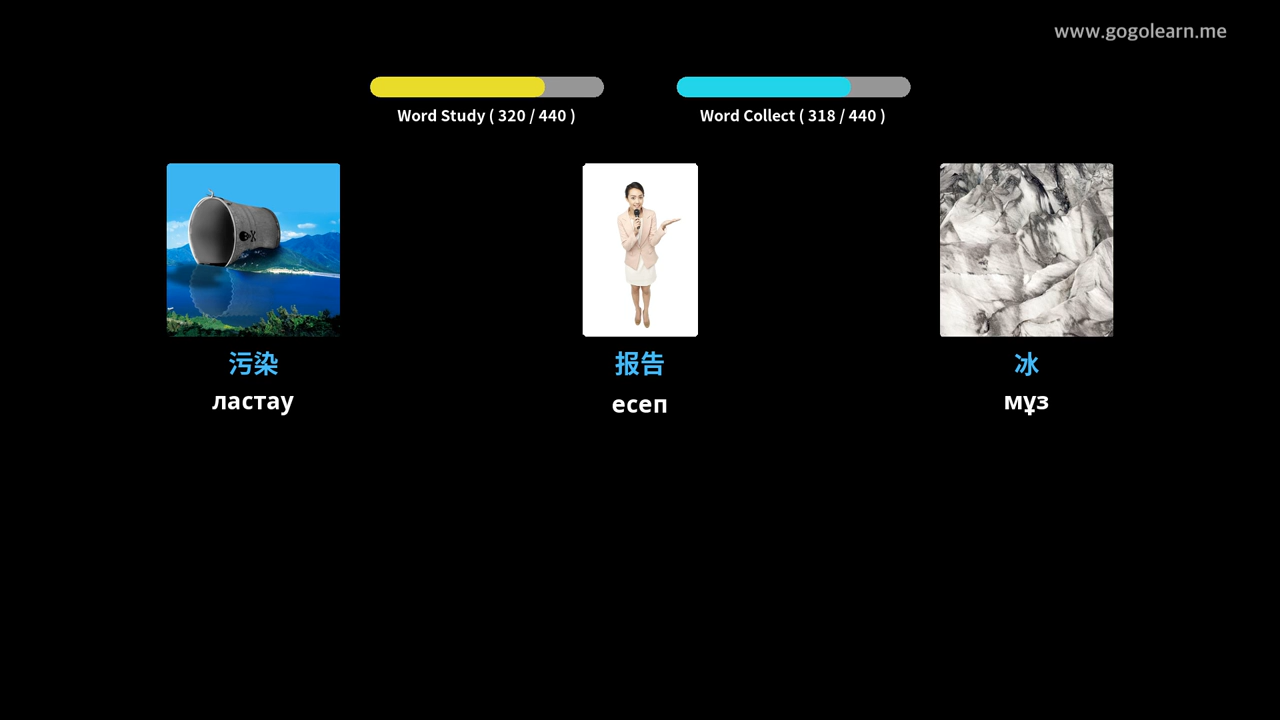 www.gogolearn.me
Word Study ( 320 / 440 )
Word Collect ( 318 / 440 )
污染
报告
冰
ластау
есеп
мұз